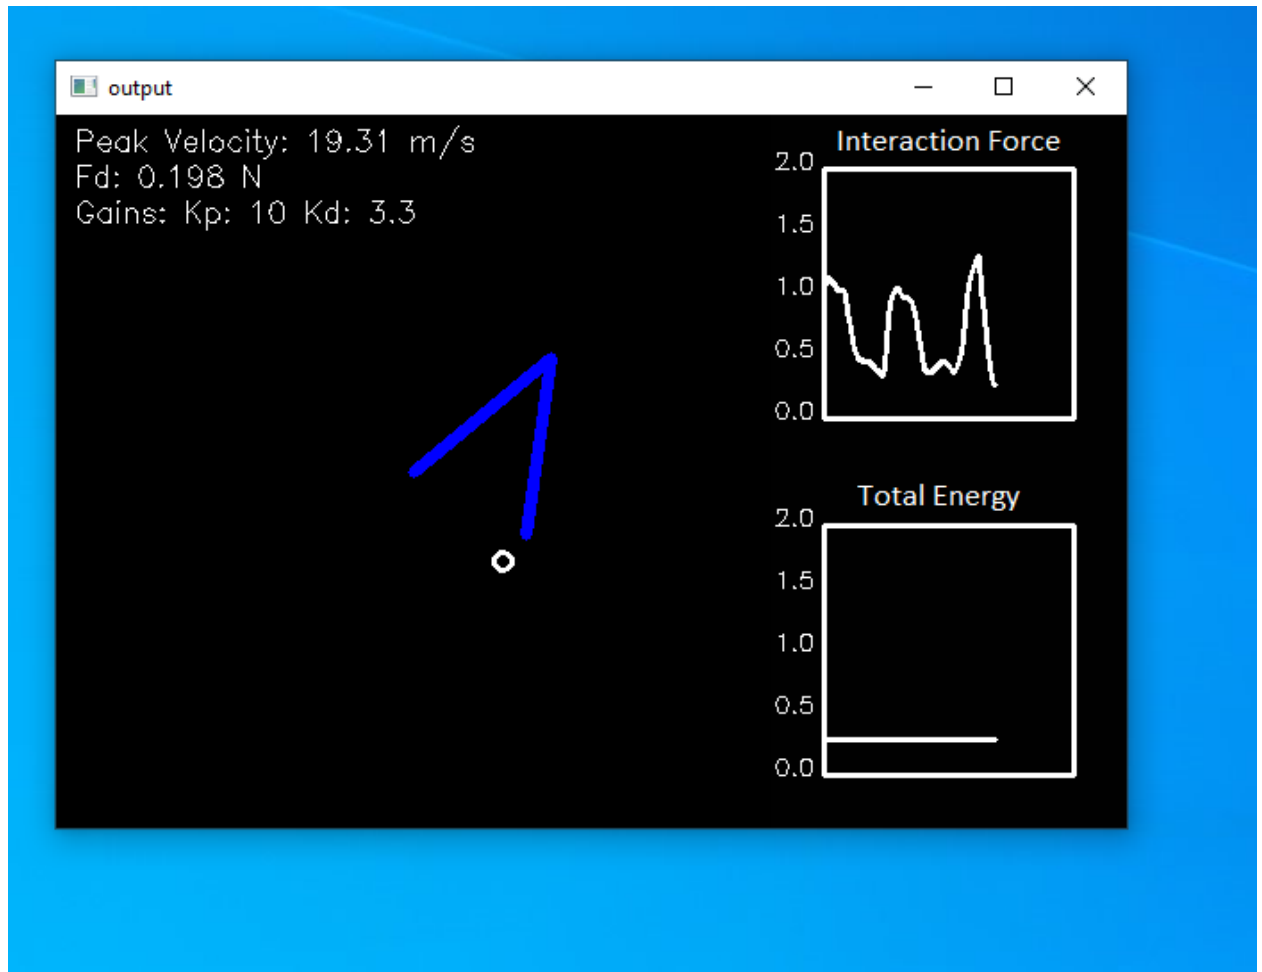 output
Peak Velocity: 19.31 m/s
Fd: 0.198 N
Gains: Kp: 10 Kd: 3.3
Interaction Force
2.0
1.5
1.0
0.5
0.0
Total Energy
2.0
1.5
1.0
0.5
0.0